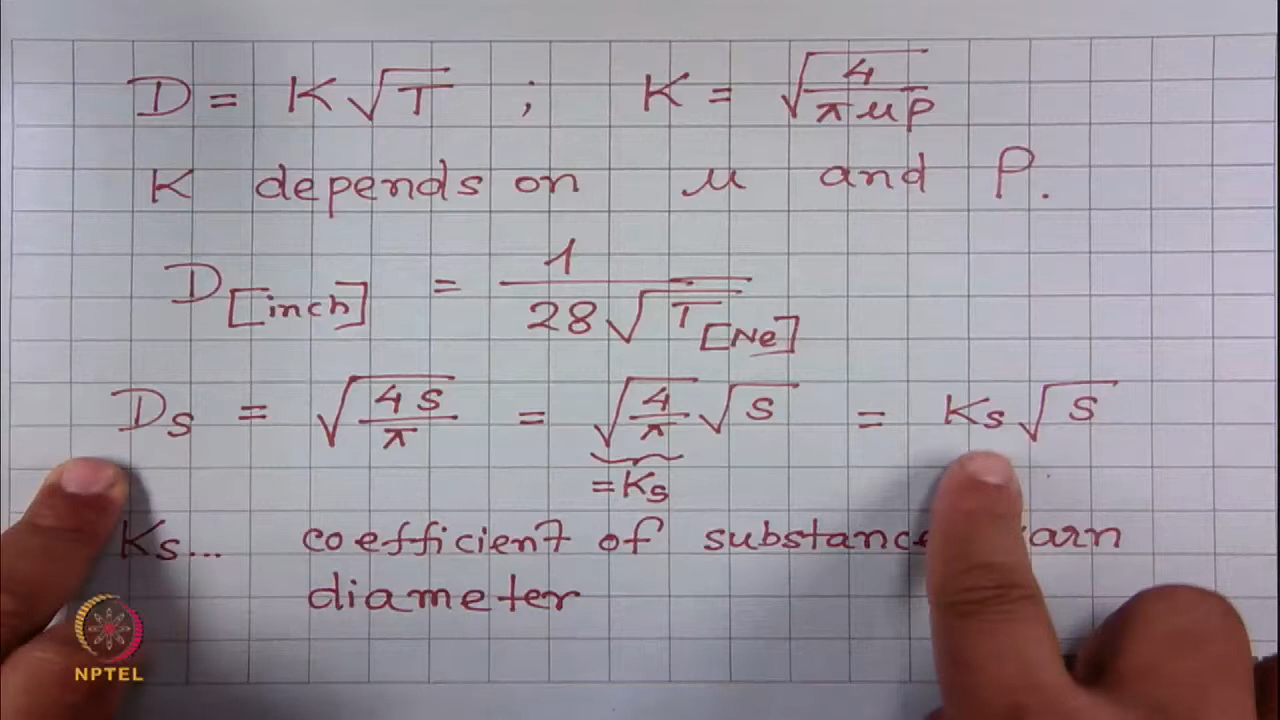 D = K√T ; K = √(4/πμρ)
K depends on μ and ρ.
D[inch] = 1/(28√T[Ne])
Ds = √(4s/π) = √(4/π) √s = Ks√s
= Ks
Ks... coefficient of substance
diameter
NPTEL